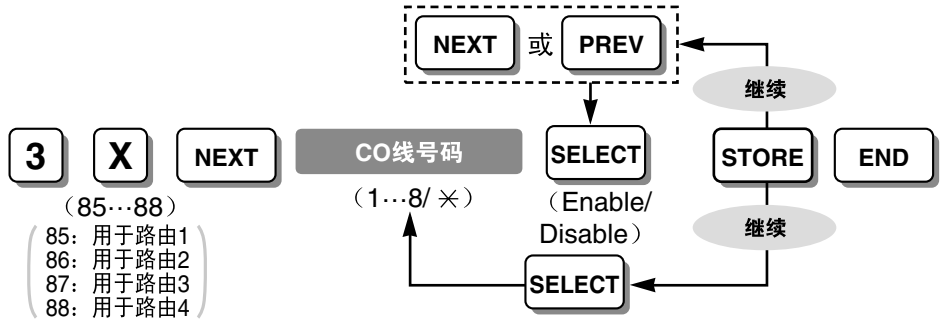 NEXT 或 PREV
继续
3 X NEXT CO线号码 SELECT STORE END
(85…88) (1…8/ ✳) (Enable/
Disable)
继续
85：用于路由1
86：用于路由2
87：用于路由3
88：用于路由4
SELECT